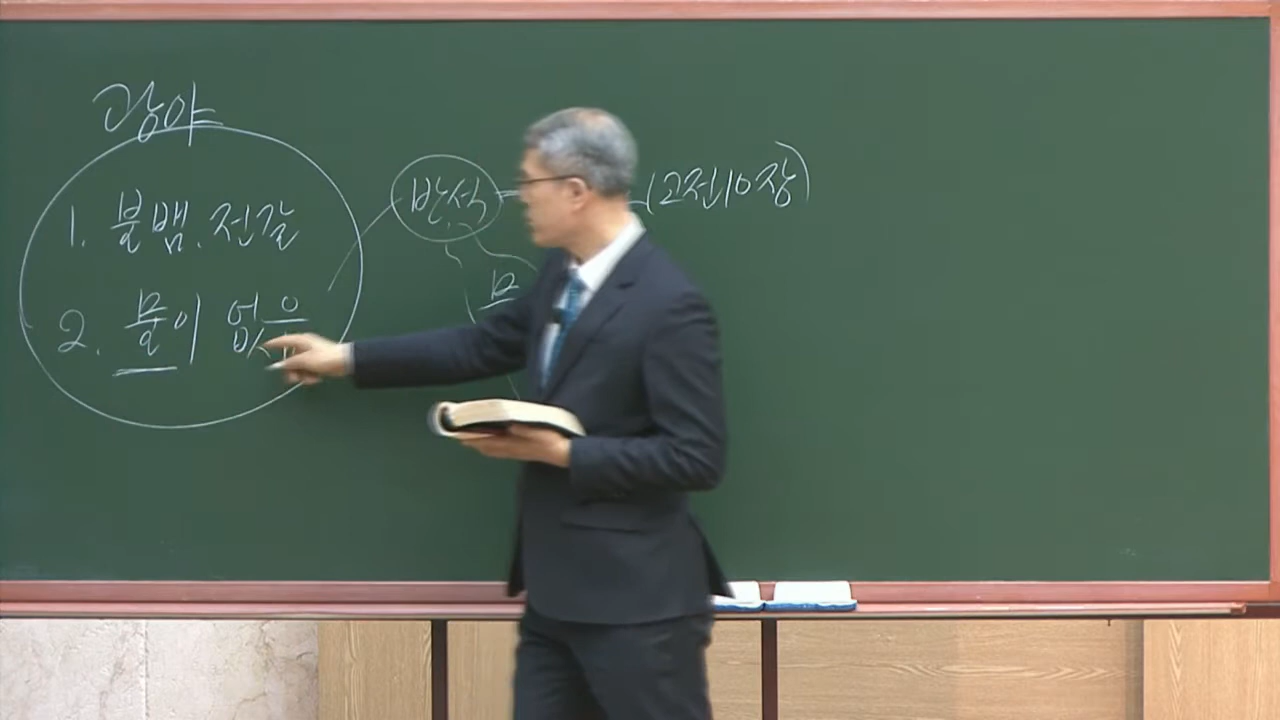 광야
1. 불뱀. 전갈
2. 물이 없음
반석
(고전10장)
물